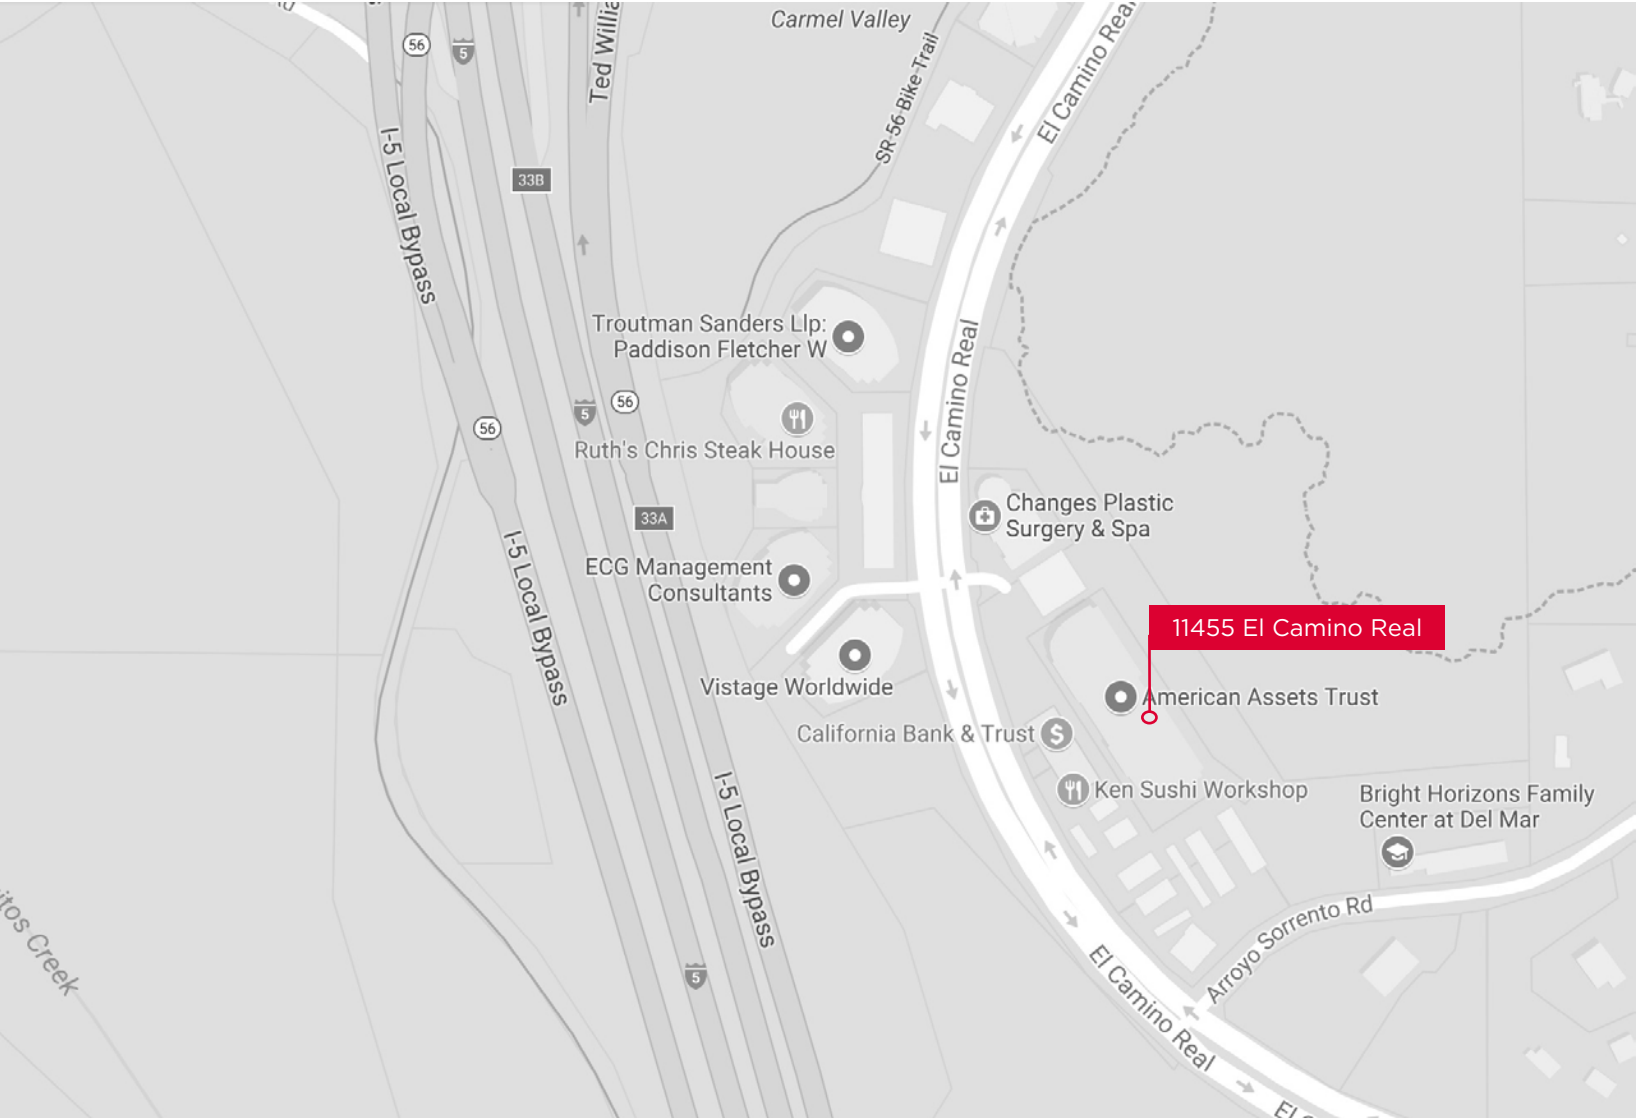 Carmel Valley
56
5
Ted Willia
El Camino Real
SR-56 Bike Trail
I-5 Local Bypass
33B
Troutman Sanders Llp:
Paddison Fletcher W
El Camino Real
5
56
56
Ruth's Chris Steak House
33A
Changes Plastic
Surgery & Spa
I-5 Local Bypass
ECG Management
Consultants
11455 El Camino Real
Vistage Worldwide
American Assets Trust
California Bank & Trust
$
Ken Sushi Workshop
Bright Horizons Family
Center at Del Mar
I-5 Local Bypass
Arroyo Sorrento Rd
itos Creek
5
El Camino Real